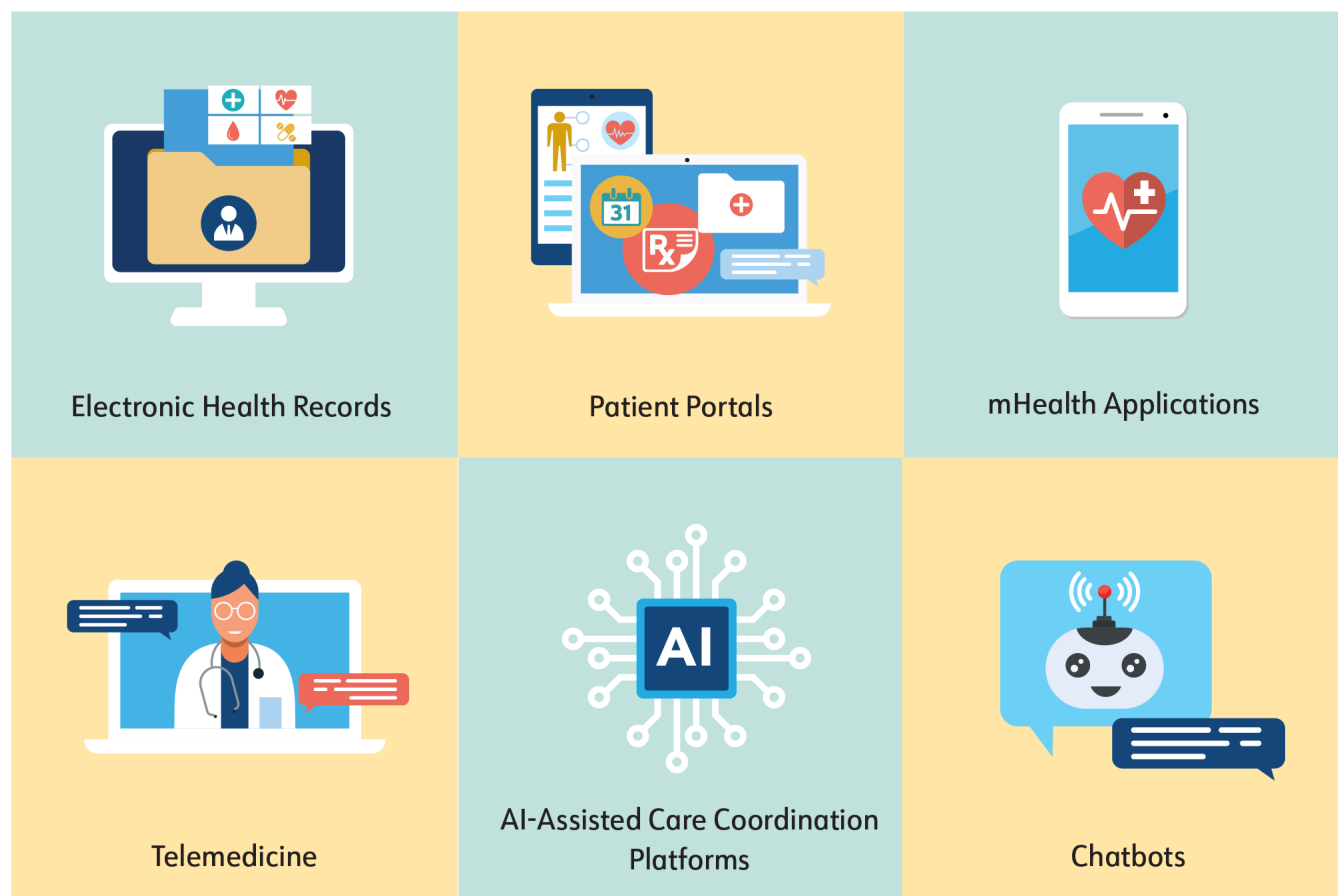 31
Rx
Electronic Health Records
Patient Portals
mHealth Applications
AI
Telemedicine
AI-Assisted Care Coordination
Platforms
Chatbots